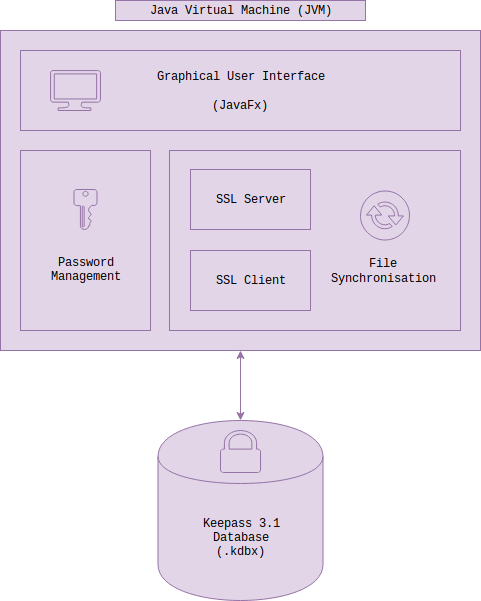 Java Virtual Machine (JVM)
Graphical User Interface
(JavaFx)
Password
Management
SSL Server
SSL Client
File
Synchronisation
Keepass 3.1
Database
(.kdbx)